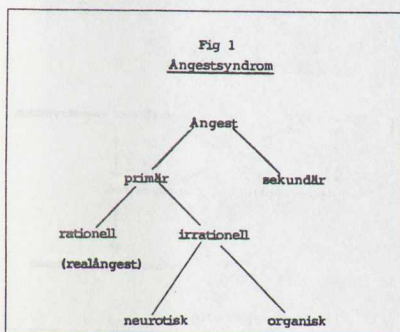 Fig 1
Ångestsyndrom
Ångest
primär sekundär
rationell irrationell
(realångest)
neurotisk organisk